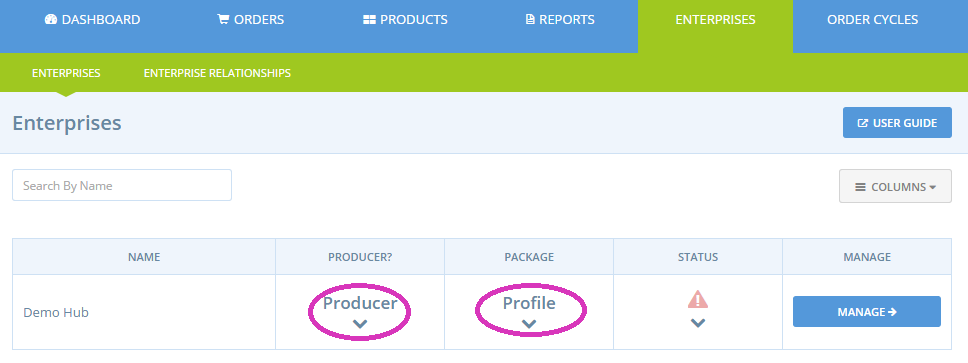 DASHBOARD ORDERS PRODUCTS REPORTS ENTERPRISES ORDER CYCLES
ENTERPRISES ENTERPRISE RELATIONSHIPS
Enterprises USER GUIDE
Search By Name COLUMNS
NAME PRODUCER? PACKAGE STATUS MANAGE
Demo Hub Producer Profile MANAGE